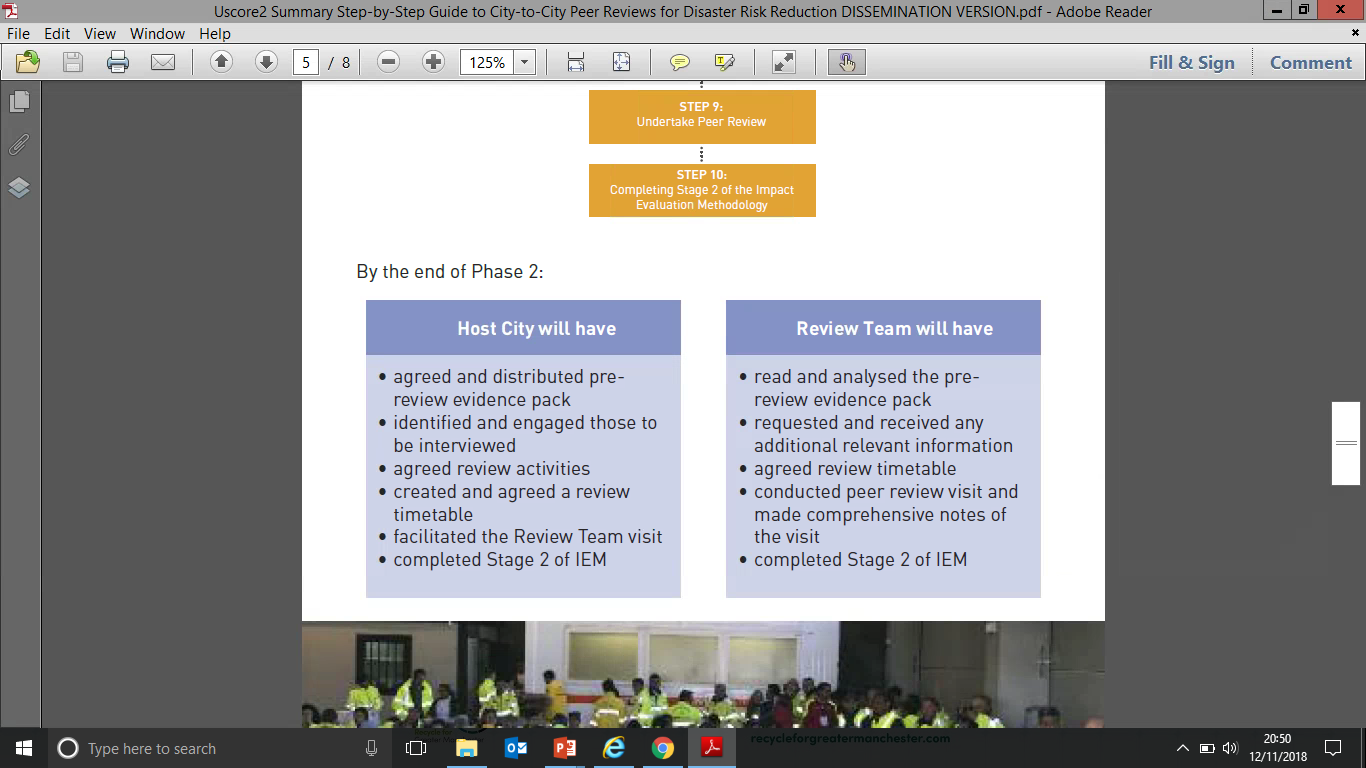 Uscore2 Summary Step-by-Step Guide to City-to-City Peer Reviews for Disaster Risk Reduction DISSEMINATION VERSION.pdf - Adobe Reader
File Edit View Window Help
5 / 8 125% Fill & Sign Comment
STEP 9:
Undertake Peer Review
STEP 10:
Completing Stage 2 of the Impact
Evaluation Methodology
By the end of Phase 2:
Host City will have
• agreed and distributed pre-
review evidence pack
• identified and engaged those to
be interviewed
• agreed review activities
• created and agreed a review
timetable
• facilitated the Review Team visit
• completed Stage 2 of IEM
Review Team will have
• read and analysed the pre-
review evidence pack
• requested and received any
additional relevant information
• agreed review timetable
• conducted peer review visit and
made comprehensive notes of
the visit
• completed Stage 2 of IEM
Type here to search
recycleforgreatermanchester.com
20:50
12/11/2018